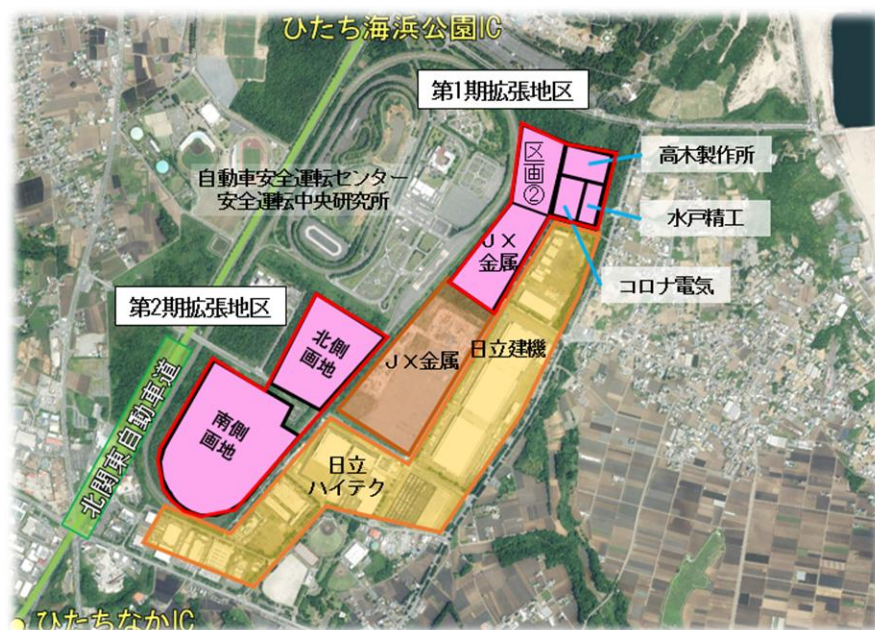 ひたち海浜公園IC
第1期拡張地区
区画②
高木製作所
水戸精工
コロナ電気
自動車安全運転センター
安全運転中央研究所
JX
金属
第2期拡張地区
北側
画地
JX金属
日立建機
南側
画地
日立
ハイテク
北関東自動車道
ひたちなかIC